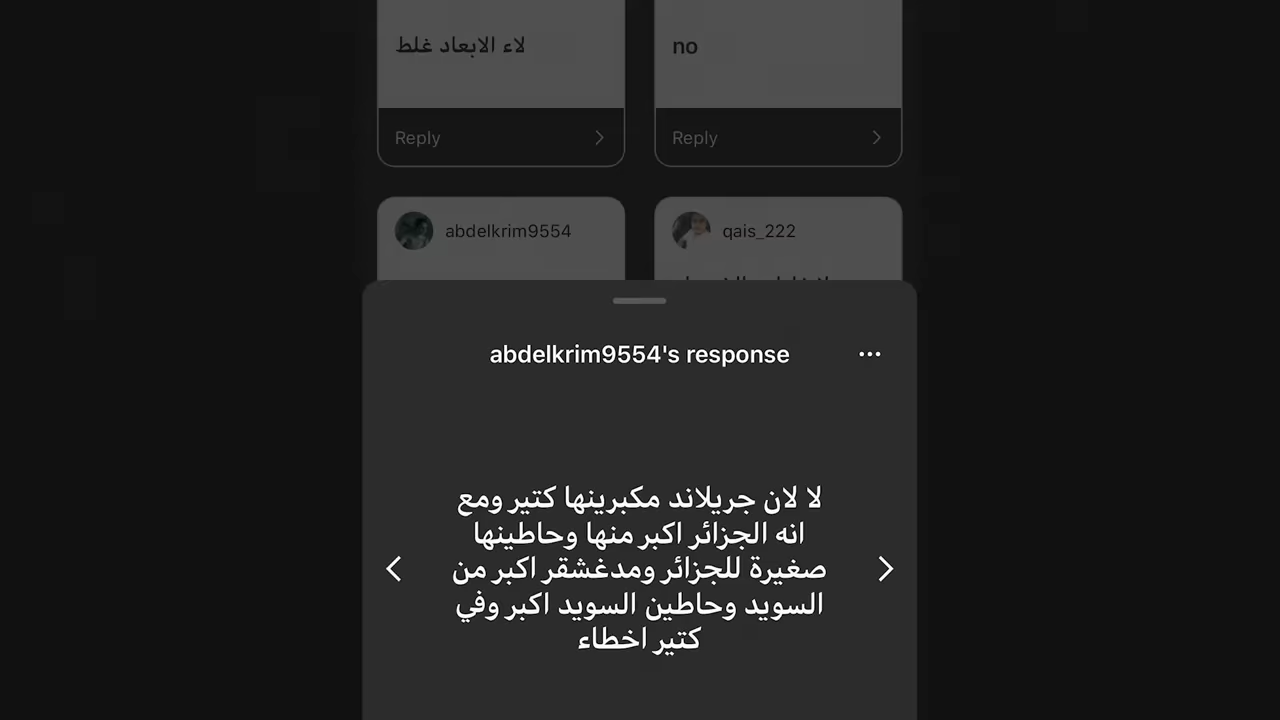 لاء الابعاد غلط
no
Reply
Reply
abdelkrim9554
qais_222
abdelkrim9554's response
لا لان جريلاند مكبرينها كتير ومع
انه الجزائر اكبر منها وحاطينها
صغيرة للجزائر ومدغشقر اكبر من
السويد وحاطين السويد اكبر وفي
كتير اخطاء